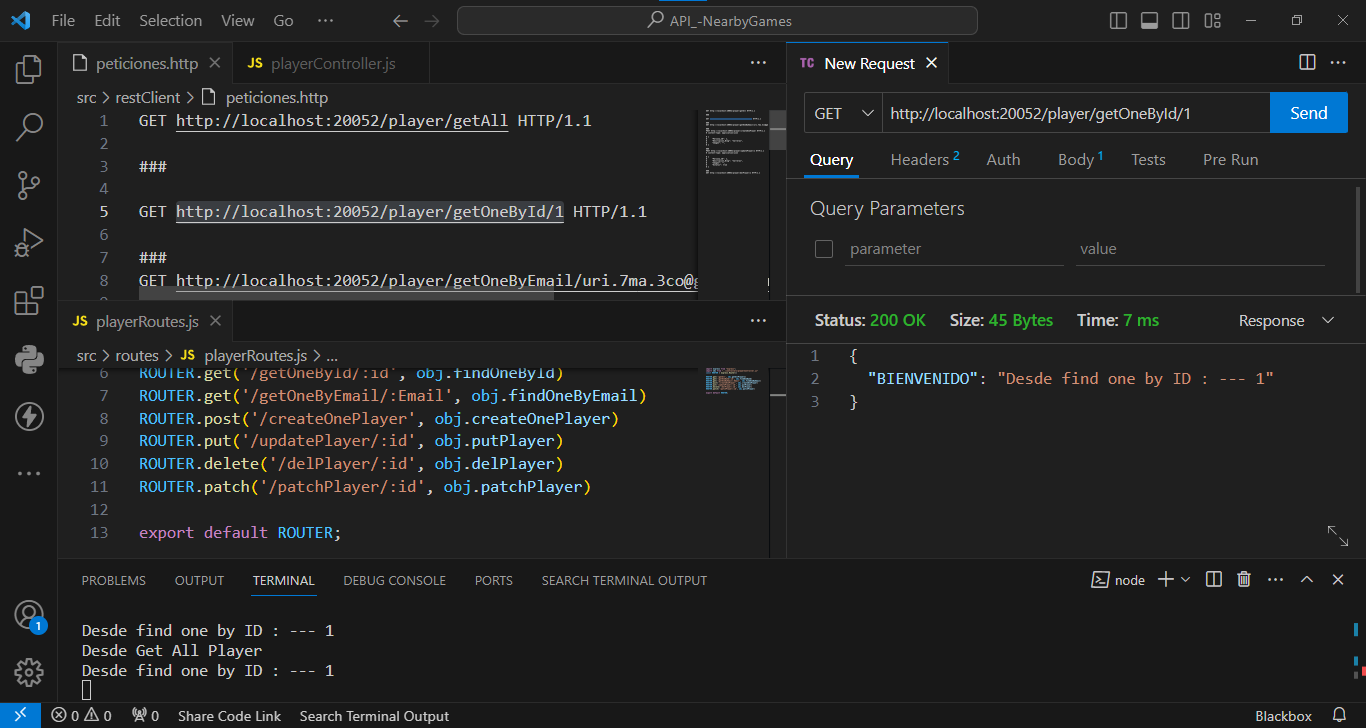 File Edit Selection View Go ··· API_-NearbyGames
peticiones.http
JS playerController.js
src > restClient > peticiones.http
1 GET http://localhost:20052/player/getAll HTTP/1.1
2
3 ###
4
5 GET http://localhost:20052/player/getOneById/1 HTTP/1.1
6
7 ###
8 GET http://localhost:20052/player/getOneByEmail/uri.7ma.3co@
JS playerRoutes.js
src > routes > JS playerRoutes.js > ...
6 ROUTER.get('/getOneById/:id', obj.findOneById)
7 ROUTER.get('/getOneByEmail/:Email', obj.findOneByEmail)
8 ROUTER.post('/createOnePlayer', obj.createOnePlayer)
9 ROUTER.put('/updatePlayer/:id', obj.putPlayer)
10 ROUTER.delete('/delPlayer/:id', obj.delPlayer)
11 ROUTER.patch('/patchPlayer/:id', obj.patchPlayer)
12
13 export default ROUTER;
TC New Request
GET http://localhost:20052/player/getOneById/1 Send
Query Headers 2 Auth Body 1 Tests Pre Run
Query Parameters
parameter value
Status: 200 OK Size: 45 Bytes Time: 7 ms Response
1 {
2 "BIENVENIDO": "Desde find one by ID : --- 1"
3 }
PROBLEMS OUTPUT TERMINAL DEBUG CONSOLE PORTS SEARCH TERMINAL OUTPUT node
Desde find one by ID : --- 1
Desde Get All Player
Desde find one by ID : --- 1
1
0 0 0 Share Code Link Search Terminal Output Blackbox